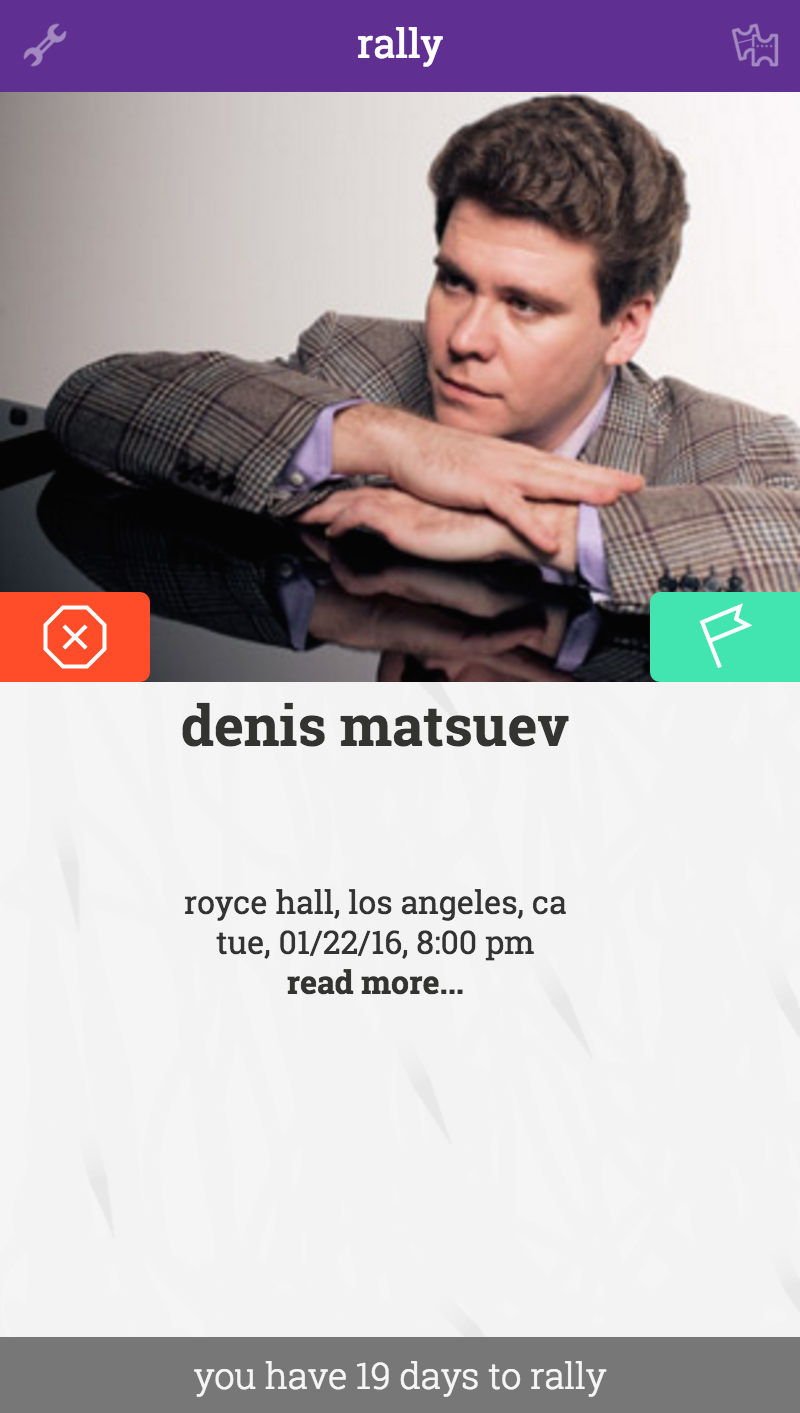 rally
denis matsuev
royce hall, los angeles, ca
tue, 01/22/16, 8:00 pm
read more...
you have 19 days to rally